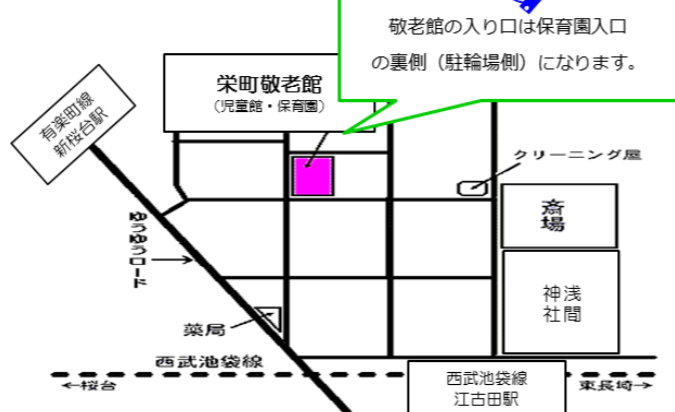 敬老館の入り口は保育園入口
の裏側（駐輪場側）になります。
栄町敬老館
（児童館・保育園）
有楽町線
新桜台駅
クリーニング屋
斎場
ゆうゆうロード
浅間
神社
薬局
西武池袋線
←桜台
西武池袋線
江古田駅
東長埼→